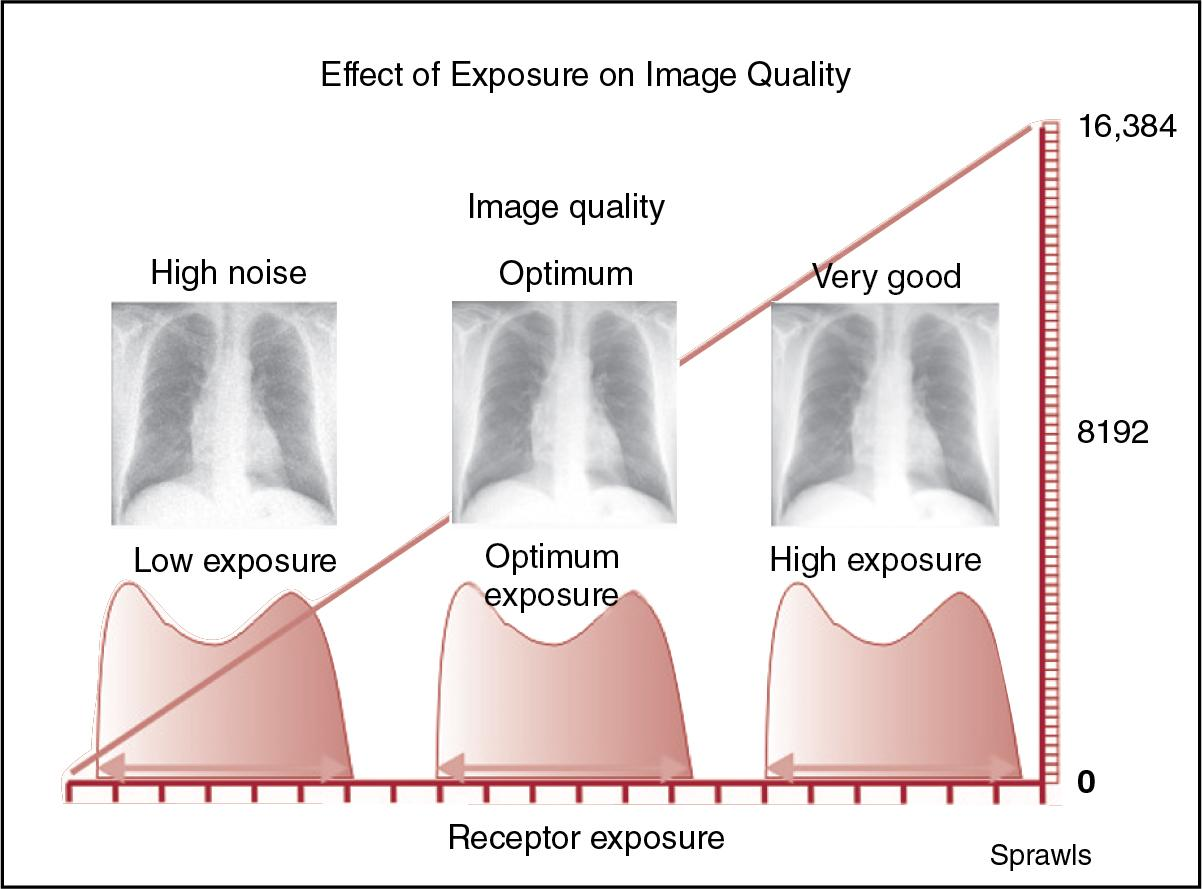 Effect of Exposure on Image Quality
16,384
Image quality
High noise
Optimum
Very good
8192
Low exposure
Optimum
exposure
High exposure
0
Receptor exposure
Sprawls